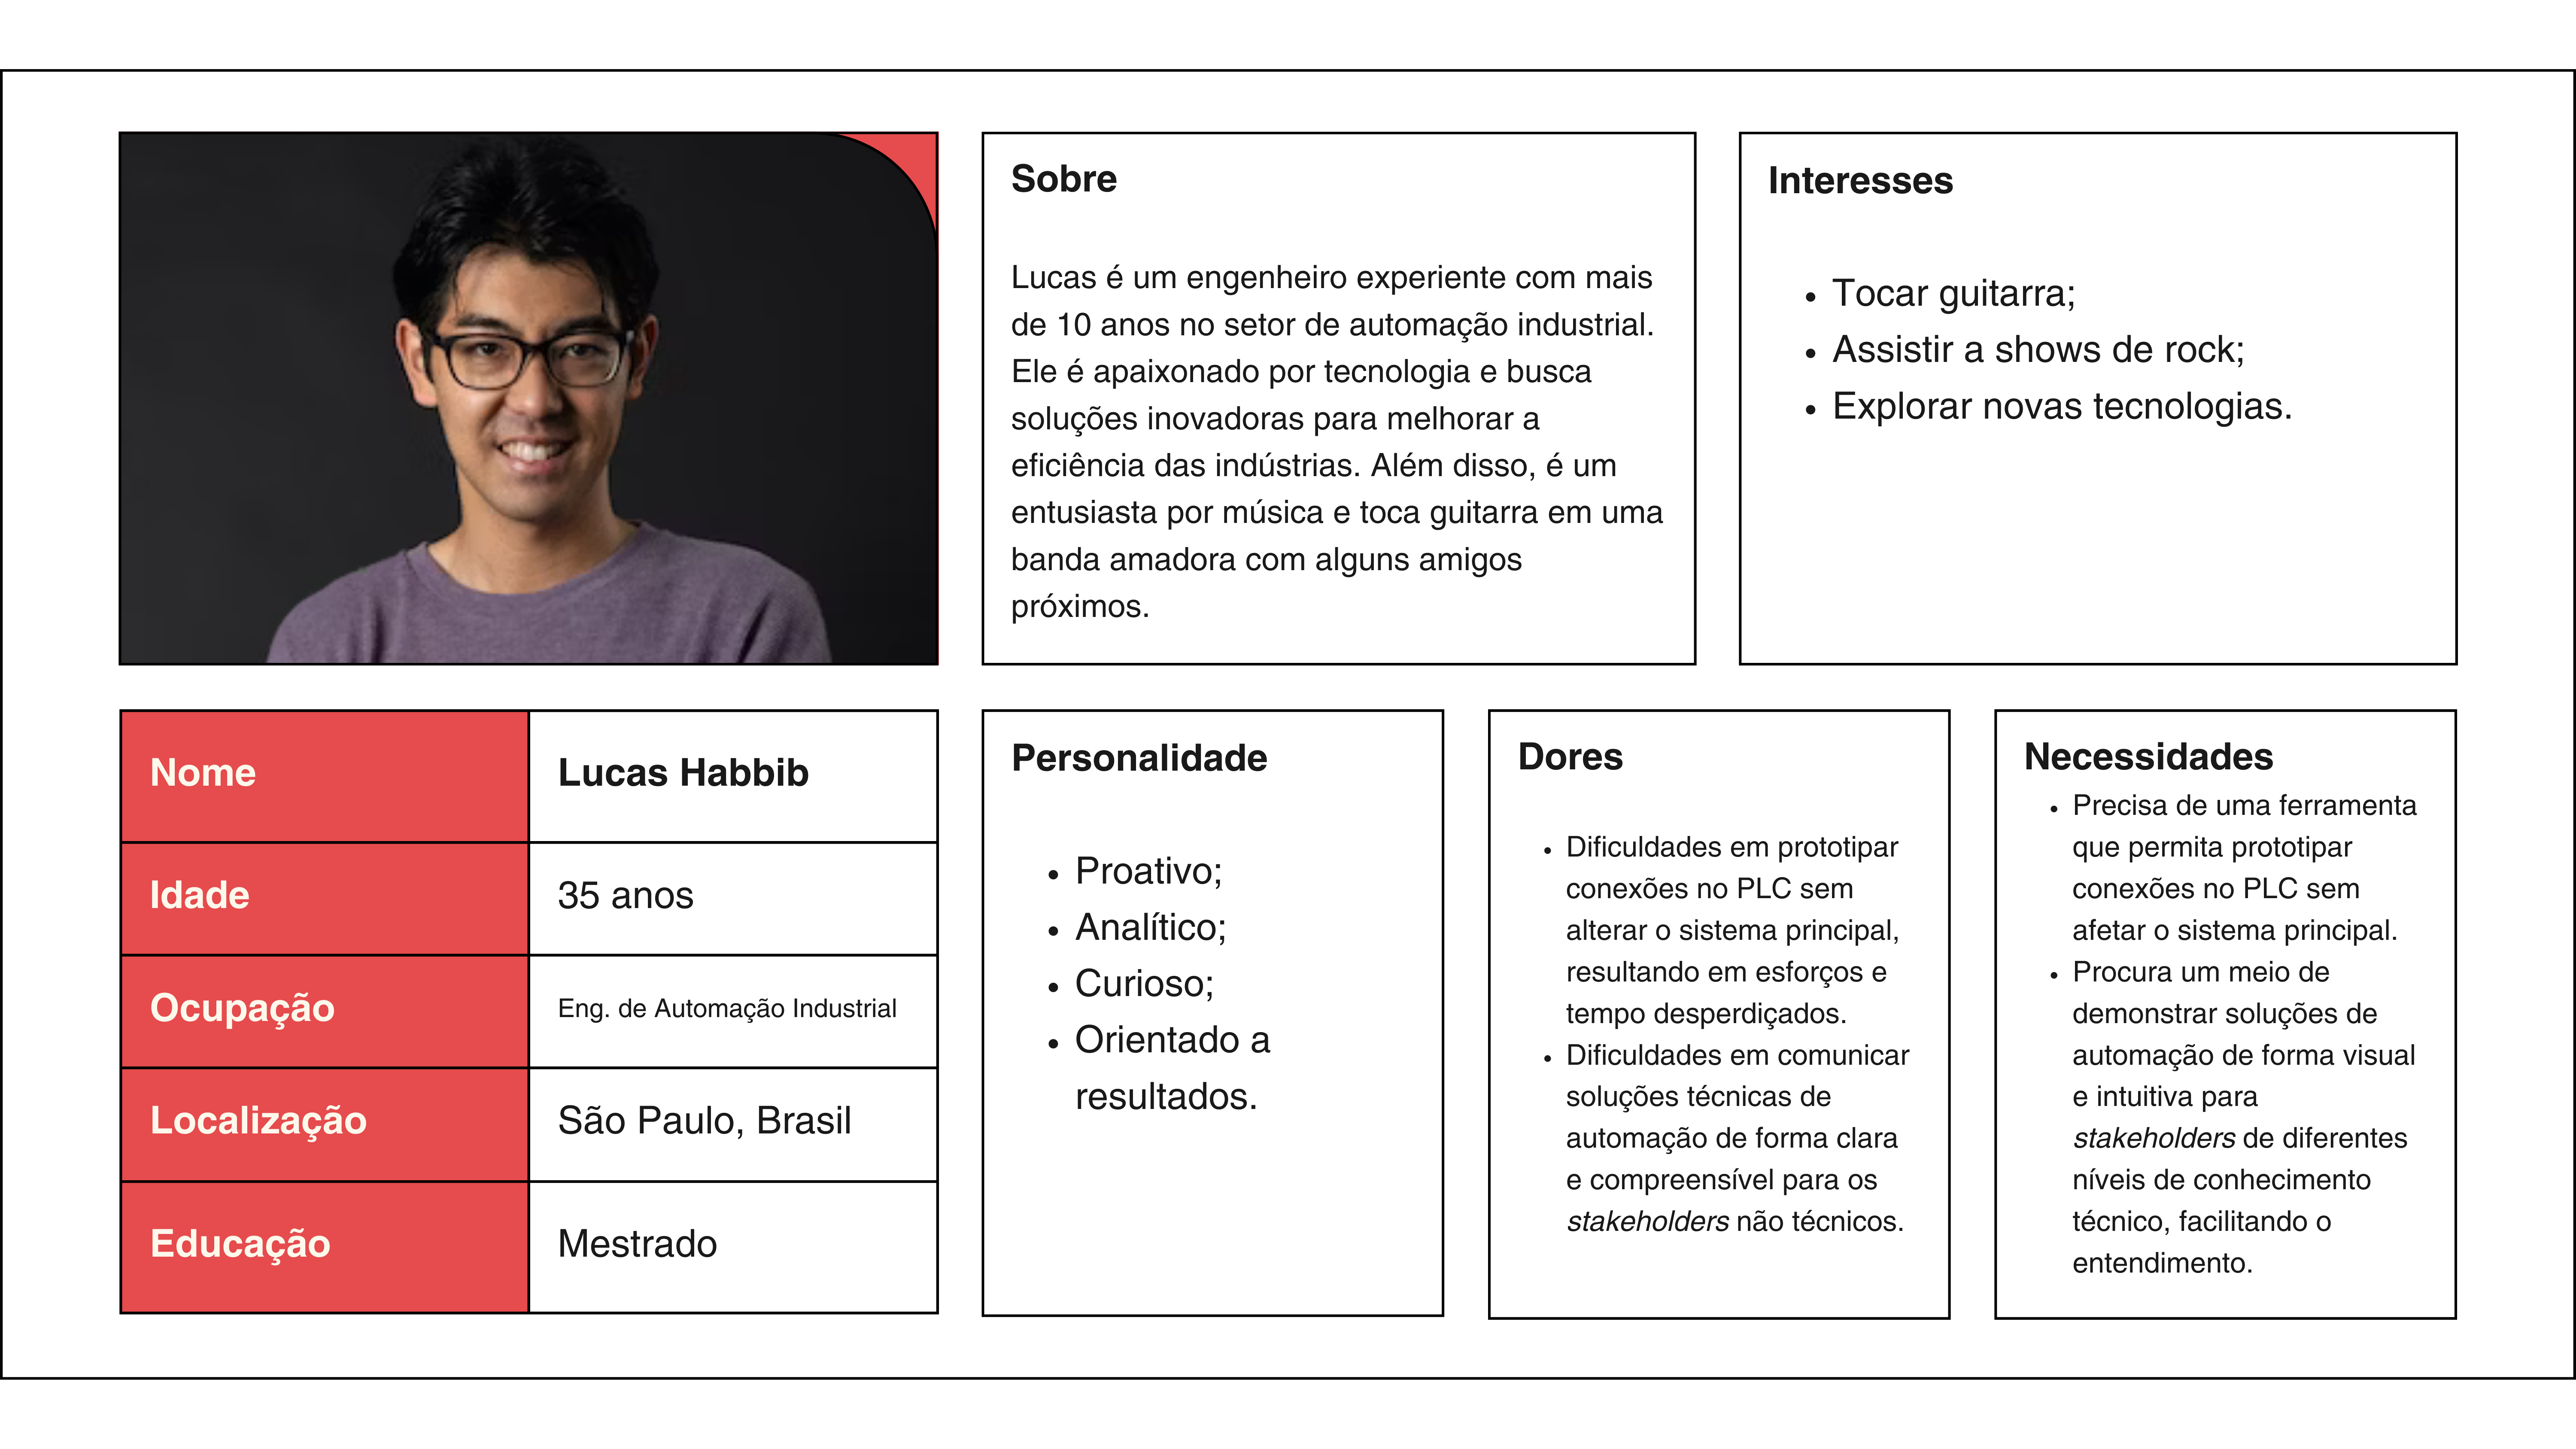 Sobre
Lucas é um engenheiro experiente com mais
de 10 anos no setor de automação industrial.
Ele é apaixonado por tecnologia e busca
soluções inovadoras para melhorar a
eficiência das indústrias. Além disso, é um
entusiasta por música e toca guitarra em uma
banda amadora com alguns amigos
próximos.
Interesses
• Tocar guitarra;
• Assistir a shows de rock;
• Explorar novas tecnologias.
Nome
Lucas Habbib
Idade
35 anos
Ocupação
Eng. de Automação Industrial
Localização
São Paulo, Brasil
Educação
Mestrado
Personalidade
• Proativo;
• Analítico;
• Curioso;
• Orientado a
resultados.
Dores
• Dificuldades em prototipar
conexões no PLC sem
alterar o sistema principal,
resultando em esforços e
tempo desperdiçados.
• Dificuldades em comunicar
soluções técnicas de
automação de forma clara
e compreensível para os
stakeholders não técnicos.
Necessidades
• Precisa de uma ferramenta
que permita prototipar
conexões no PLC sem
afetar o sistema principal.
• Procura um meio de
demonstrar soluções de
automação de forma visual
e intuitiva para
stakeholders de diferentes
níveis de conhecimento
técnico, facilitando o
entendimento.